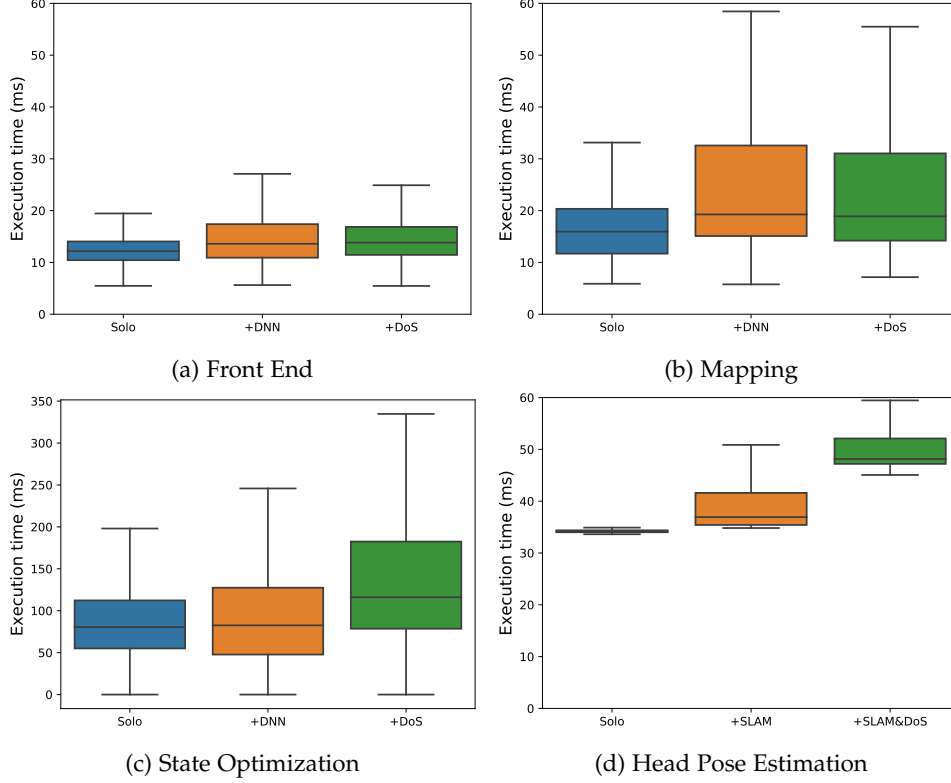 60
50
40
30
20
10
0
Execution time (ms)
Solo
+DNN
+DoS
(a) Front End
60
50
40
30
20
10
0
Execution time (ms)
Solo
+DNN
+DoS
(b) Mapping
350
300
250
200
150
100
50
0
Execution time (ms)
Solo
+DNN
+DoS
(c) State Optimization
60
50
40
30
20
10
0
Execution time (ms)
Solo
+SLAM
+SLAM&DoS
(d) Head Pose Estimation